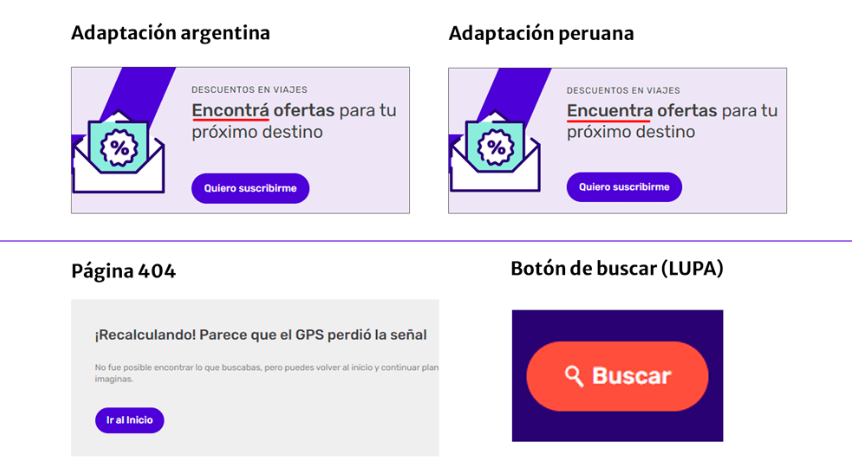 Adaptación argentina
DESCUENTOS EN VIAJES
Encontrá ofertas para tu
próximo destino
%
Quiero suscribirme
Adaptación peruana
DESCUENTOS EN VIAJES
Encuentra ofertas para tu
próximo destino
%
Quiero suscribirme
Página 404
¡Recalculando! Parece que el GPS perdió la señal
No fue posible encontrar lo que buscabas, pero puedes volver al inicio y continuar plan
imaginas.
Ir al Inicio
Botón de buscar (LUPA)
Buscar